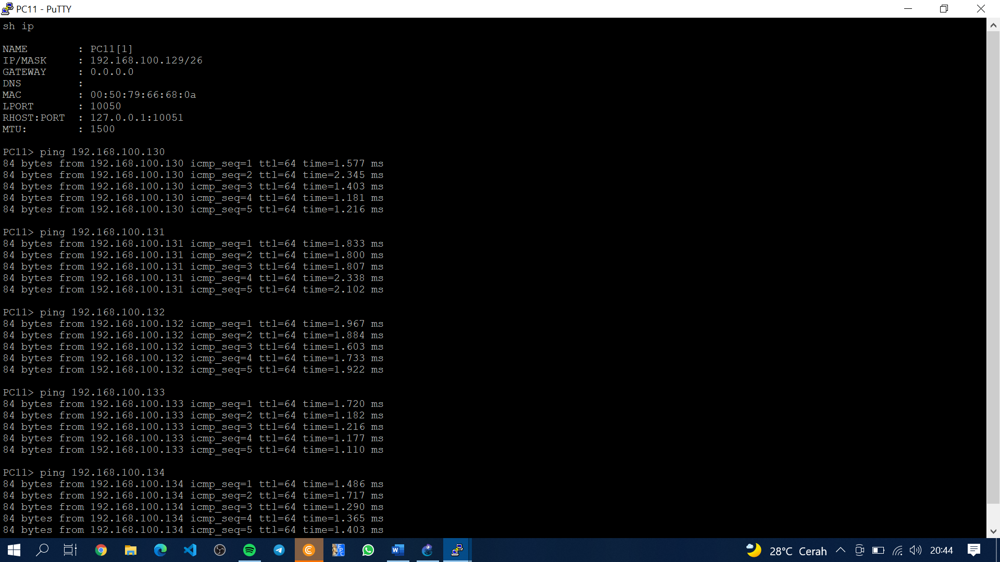 PC11 - PuTTY
sh ip
NAME : PC11[1]
IP/MASK : 192.168.100.129/26
GATEWAY : 0.0.0.0
DNS :
MAC : 00:50:79:66:68:0a
LPORT : 10050
RHOST:PORT : 127.0.0.1:10051
MTU: : 1500
PC11> ping 192.168.100.130
84 bytes from 192.168.100.130 icmp_seq=1 ttl=64 time=1.577 ms
84 bytes from 192.168.100.130 icmp_seq=2 ttl=64 time=2.345 ms
84 bytes from 192.168.100.130 icmp_seq=3 ttl=64 time=1.403 ms
84 bytes from 192.168.100.130 icmp_seq=4 ttl=64 time=1.181 ms
84 bytes from 192.168.100.130 icmp_seq=5 ttl=64 time=1.216 ms
PC11> ping 192.168.100.131
84 bytes from 192.168.100.131 icmp_seq=1 ttl=64 time=1.833 ms
84 bytes from 192.168.100.131 icmp_seq=2 ttl=64 time=1.800 ms
84 bytes from 192.168.100.131 icmp_seq=3 ttl=64 time=1.807 ms
84 bytes from 192.168.100.131 icmp_seq=4 ttl=64 time=2.338 ms
84 bytes from 192.168.100.131 icmp_seq=5 ttl=64 time=2.102 ms
PC11> ping 192.168.100.132
84 bytes from 192.168.100.132 icmp_seq=1 ttl=64 time=1.967 ms
84 bytes from 192.168.100.132 icmp_seq=2 ttl=64 time=1.884 ms
84 bytes from 192.168.100.132 icmp_seq=3 ttl=64 time=1.603 ms
84 bytes from 192.168.100.132 icmp_seq=4 ttl=64 time=1.733 ms
84 bytes from 192.168.100.132 icmp_seq=5 ttl=64 time=1.922 ms
PC11> ping 192.168.100.133
84 bytes from 192.168.100.133 icmp_seq=1 ttl=64 time=1.720 ms
84 bytes from 192.168.100.133 icmp_seq=2 ttl=64 time=1.182 ms
84 bytes from 192.168.100.133 icmp_seq=3 ttl=64 time=1.216 ms
84 bytes from 192.168.100.133 icmp_seq=4 ttl=64 time=1.177 ms
84 bytes from 192.168.100.133 icmp_seq=5 ttl=64 time=1.110 ms
PC11> ping 192.168.100.134
84 bytes from 192.168.100.134 icmp_seq=1 ttl=64 time=1.486 ms
84 bytes from 192.168.100.134 icmp_seq=2 ttl=64 time=1.717 ms
84 bytes from 192.168.100.134 icmp_seq=3 ttl=64 time=1.290 ms
84 bytes from 192.168.100.134 icmp_seq=4 ttl=64 time=1.365 ms
84 bytes from 192.168.100.134 icmp_seq=5 ttl=64 time=1.403 ms
28°C Cerah 20:44